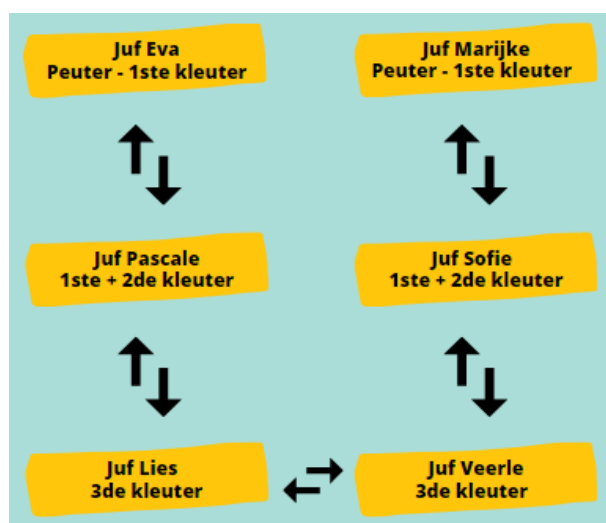 Juf Eva
Peuter - 1ste kleuter
Juf Marijke
Peuter - 1ste kleuter
Juf Pascale
1ste + 2de kleuter
Juf Sofie
1ste + 2de kleuter
Juf Lies
3de kleuter
Juf Veerle
3de kleuter